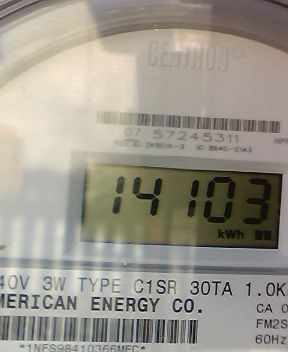 CENTRON®
07 57245311
14103
kWh
40V 3W TYPE C1SR 30TA 1.0K
MERICAN ENERGY CO.
CA 0
FM2S
60Hz
*1NFS98410366MEC*